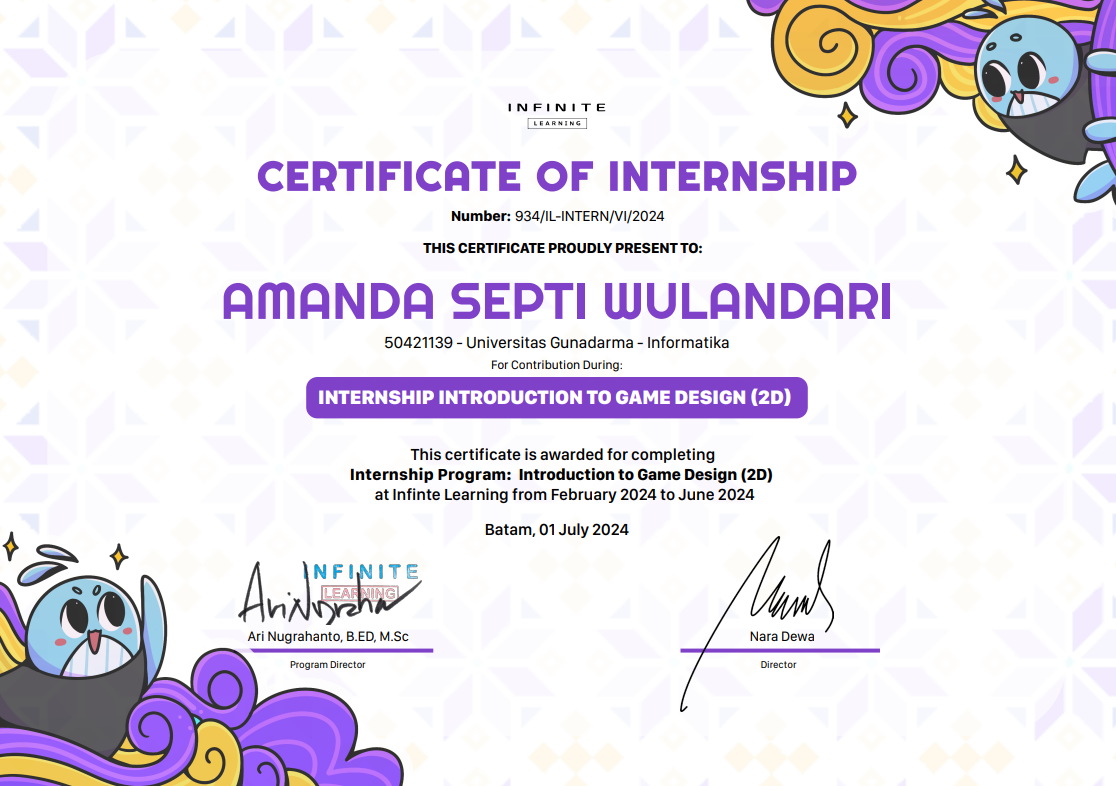 INFINITE
LEARNING
CERTIFICATE OF INTERNSHIP
Number: 934/IL-INTERN/VI/2024
THIS CERTIFICATE PROUDLY PRESENT TO:
AMANDA SEPTI WULANDARI
50421139 - Universitas Gunadarma - Informatika
For Contribution During:
INTERNSHIP INTRODUCTION TO GAME DESIGN (2D)
This certificate is awarded for completing
Internship Program: Introduction to Game Design (2D)
at Infinte Learning from February 2024 to June 2024
Batam, 01 July 2024
INFINITE
LEARNING
AriNugraha
Ari Nugrahanto, B.ED, M.Sc
Program Director
Nara Dewa
Director